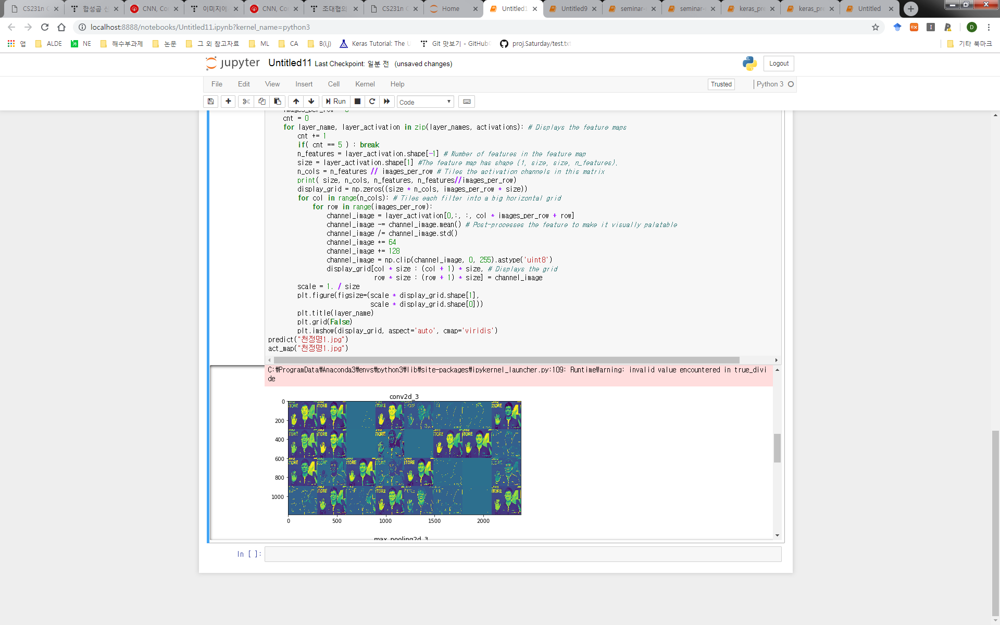 CS231n C
합성곱 신
CNN, Co
이미지에
CNN, Co
조대협의
CS231n C
Home
Untitled1
Untitled9
seminar-
seminar-
keras_pre
keras_pre
Untitled
localhost:8888/notebooks/Untitled11.ipynb?kernel_name=python3
앱 ALDE NE 해수부과제 논문 그 외 참고자료 ML CA B(i,j) Keras Tutorial: The U Git 맛보기 - GitHub proj.Saturday/test.txt 기타 북마크
jupyter Untitled11 Last Checkpoint: 일분 전 (unsaved changes) Logout
File Edit View Insert Cell Kernel Help Trusted Python 3
Run Code
cnt = 0
for layer_name, layer_activation in zip(layer_names, activations): # Displays the feature maps
cnt += 1
if( cnt == 5 ) : break
n_features = layer_activation.shape[-1] # Number of features in the feature map
size = layer_activation.shape[1] #The feature map has shape (1, size, size, n_features).
n_cols = n_features // images_per_row # Tiles the activation channels in this matrix
print( size, n_cols, n_features, n_features//images_per_row)
display_grid = np.zeros((size * n_cols, images_per_row * size))
for col in range(n_cols): # Tiles each filter into a big horizontal grid
for row in range(images_per_row):
channel_image = layer_activation[0,:, :, col * images_per_row + row]
channel_image -= channel_image.mean() # Post-processes the feature to make it visually palatable
channel_image /= channel_image.std()
channel_image *= 64
channel_image += 128
channel_image = np.clip(channel_image, 0, 255).astype('uint8')
display_grid[col * size : (col + 1) * size, # Displays the grid
row * size : (row + 1) * size] = channel_image
scale = 1. / size
plt.figure(figsize=(scale * display_grid.shape[1],
scale * display_grid.shape[0]))
plt.title(layer_name)
plt.grid(False)
plt.imshow(display_grid, aspect='auto', cmap='viridis')
predict("천정명1.jpg")
act_map("천정명1.jpg")
C:₩ProgramData₩Anaconda3₩envs₩python3₩lib₩site-packages₩ipykernel_launcher.py:109: RuntimeWarning: invalid value encountered in true_divi
de
conv2d_3
0
200
400
600
800
1000
0 500 1000 1500 2000
max_pooling2d_3
In [ ]: